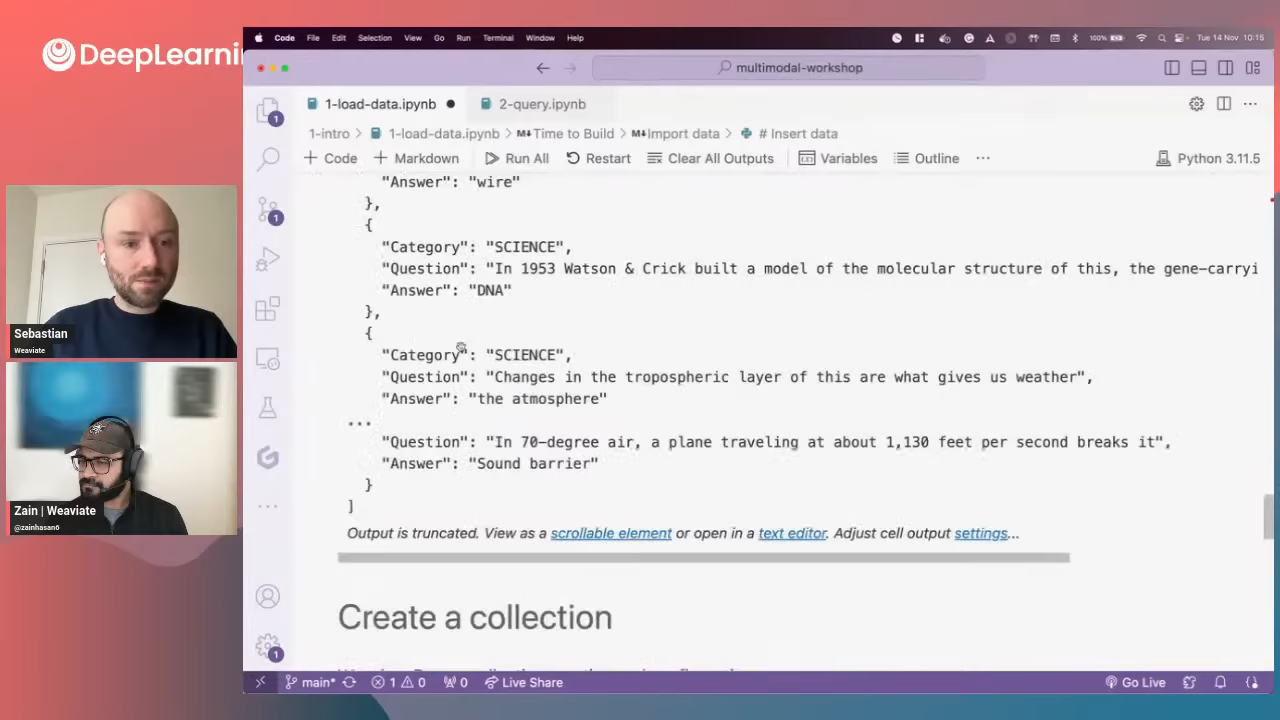 DeepLearnin
Code File Edit Selection View Go Run Terminal Window Help
100%
Tue 14 Nov 10:15
multimodal-workshop
1-load-data.ipynb
2-query.ipynb
1-intro > 1-load-data.ipynb > M↓Time to Build > M↓Import data > # Insert data
+ Code + Markdown Run All Restart Clear All Outputs Variables Outline ... Python 3.11.5
"Answer": "wire"
},
{
"Category": "SCIENCE",
"Question": "In 1953 Watson & Crick built a model of the molecular structure of this, the gene-carryi
"Answer": "DNA"
},
{
"Category": "SCIENCE",
"Question": "Changes in the tropospheric layer of this are what gives us weather",
"Answer": "the atmosphere"
...
"Question": "In 70-degree air, a plane traveling at about 1,130 feet per second breaks it",
"Answer": "Sound barrier"
}
]
Output is truncated. View as a scrollable element or open in a text editor. Adjust cell output settings...
Create a collection
1
1
1
main* 1 0 0 Live Share Go Live
Sebastian
Weaviate
Zain | Weaviate
@zainhasan6